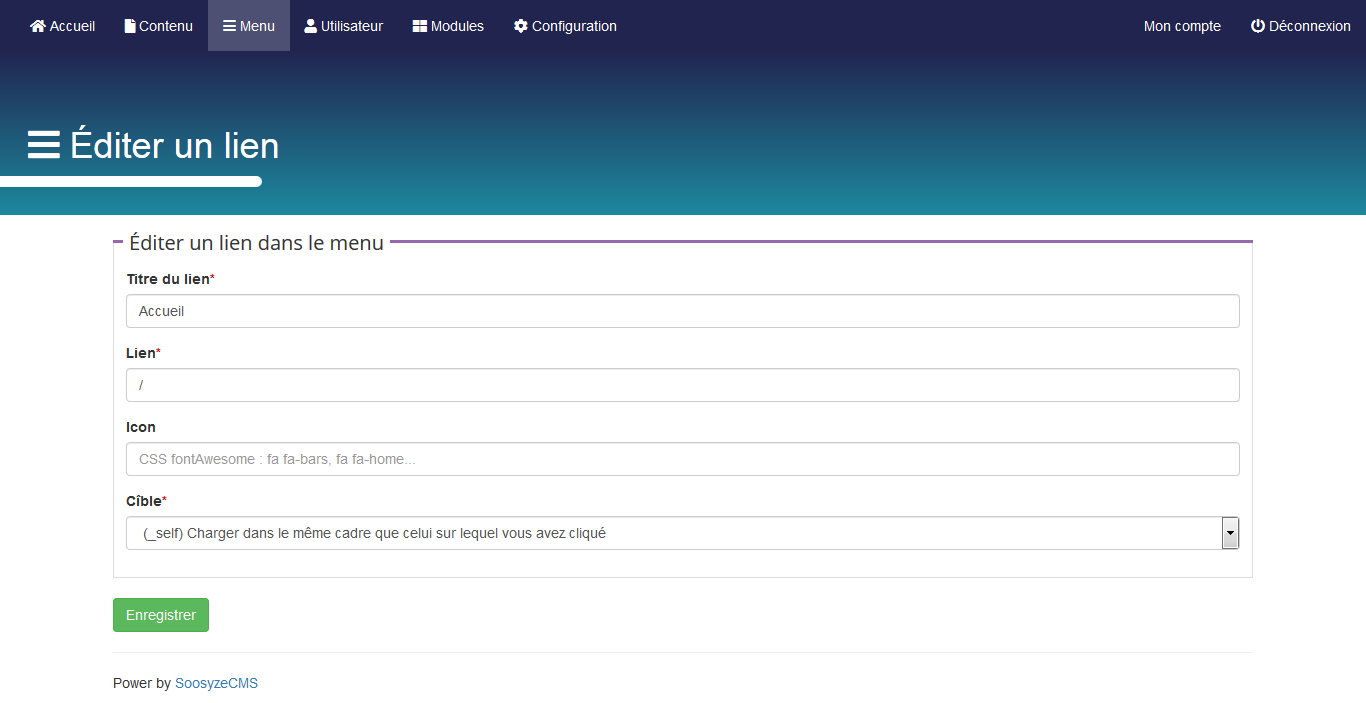 Accueil Contenu Menu Utilisateur Modules Configuration Mon compte Déconnexion
Éditer un lien
Éditer un lien dans le menu
Titre du lien*
Accueil
Lien*
/
Icon
CSS fontAwesome : fa fa-bars, fa fa-home...
Cîble*
(_self) Charger dans le même cadre que celui sur lequel vous avez cliqué
Enregistrer
Power by SoosyzeCMS